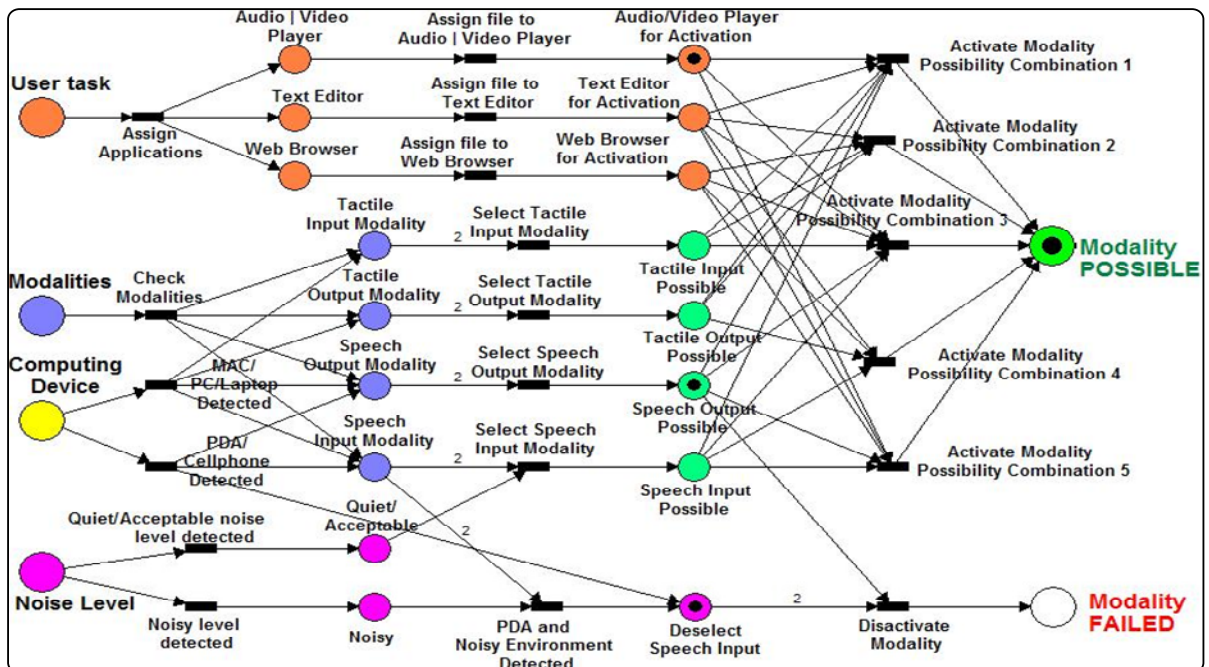 Audio | Video
Player
Assign file to
Audio | Video Player
Audio/Video Player
for Activation
Activate Modality
Possibility Combination 1
User task
Text Editor
Assign file to
Text Editor
Text Editor
for Activation
Assign
Applications
Web Browser
Assign file to
Web Browser
Web Browser
for Activation
Activate Modality
Possibility Combination 2
Tactile
Input Modality
2
Select Tactile
Input Modality
Activate Modality
Possibility Combination 3
Modality
POSSIBLE
Modalities
Check
Modalities
Tactile
Output Modality
2
Select Tactile
Output Modality
Tactile Input
Possible
Computing
Device
MAC/
PC/Laptop
Detected
Speech
Output Modality
2
Select Speech
Output Modality
Tactile Output
Possible
Activate Modality
Possibility Combination 4
PDA/
Cellphone
Detected
Speech
Input Modality
2
Select Speech
Input Modality
Speech Output
Possible
Activate Modality
Possibility Combination 5
Speech Input
Possible
Quiet/Acceptable noise
level detected
Quiet/
Acceptable
2
Noise Level
Noisy level
detected
Noisy
PDA and
Noisy Environment
Detected
Deselect
Speech Input
2
Disactivate
Modality
Modality
FAILED